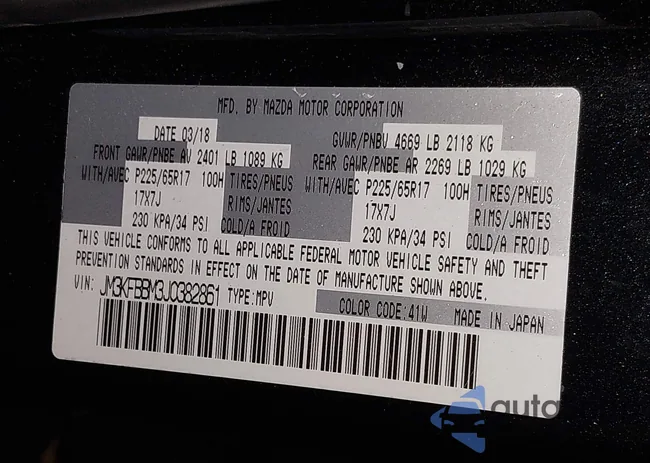 MFD. BY MAZDA MOTOR CORPORATION
DATE 03/18 GVWR/PNBV 4669 LB 2118 KG
FRONT GAWR/PNBE AV 2401 LB 1089 KG REAR GAWR/PNBE AR 2269 LB 1029 KG
WITH/AVEC P225/65R17 100H TIRES/PNEUS WITH/AVEC P225/65R17 100H TIRES/PNEUS
17X7J RIMS/JANTES 17X7J RIMS/JANTES
230 KPA/34 PSI COLD/A FROID 230 KPA/34 PSI COLD/A FROID
THIS VEHICLE CONFORMS TO ALL APPLICABLE FEDERAL MOTOR VEHICLE SAFETY AND THEFT
PREVENTION STANDARDS IN EFFECT ON THE DATE OF MANUFACTURE SHOWN ABOVE.
VIN: JM3KFBBM3J0382861 TYPE:MPV
COLOR CODE:41W MADE IN JAPAN